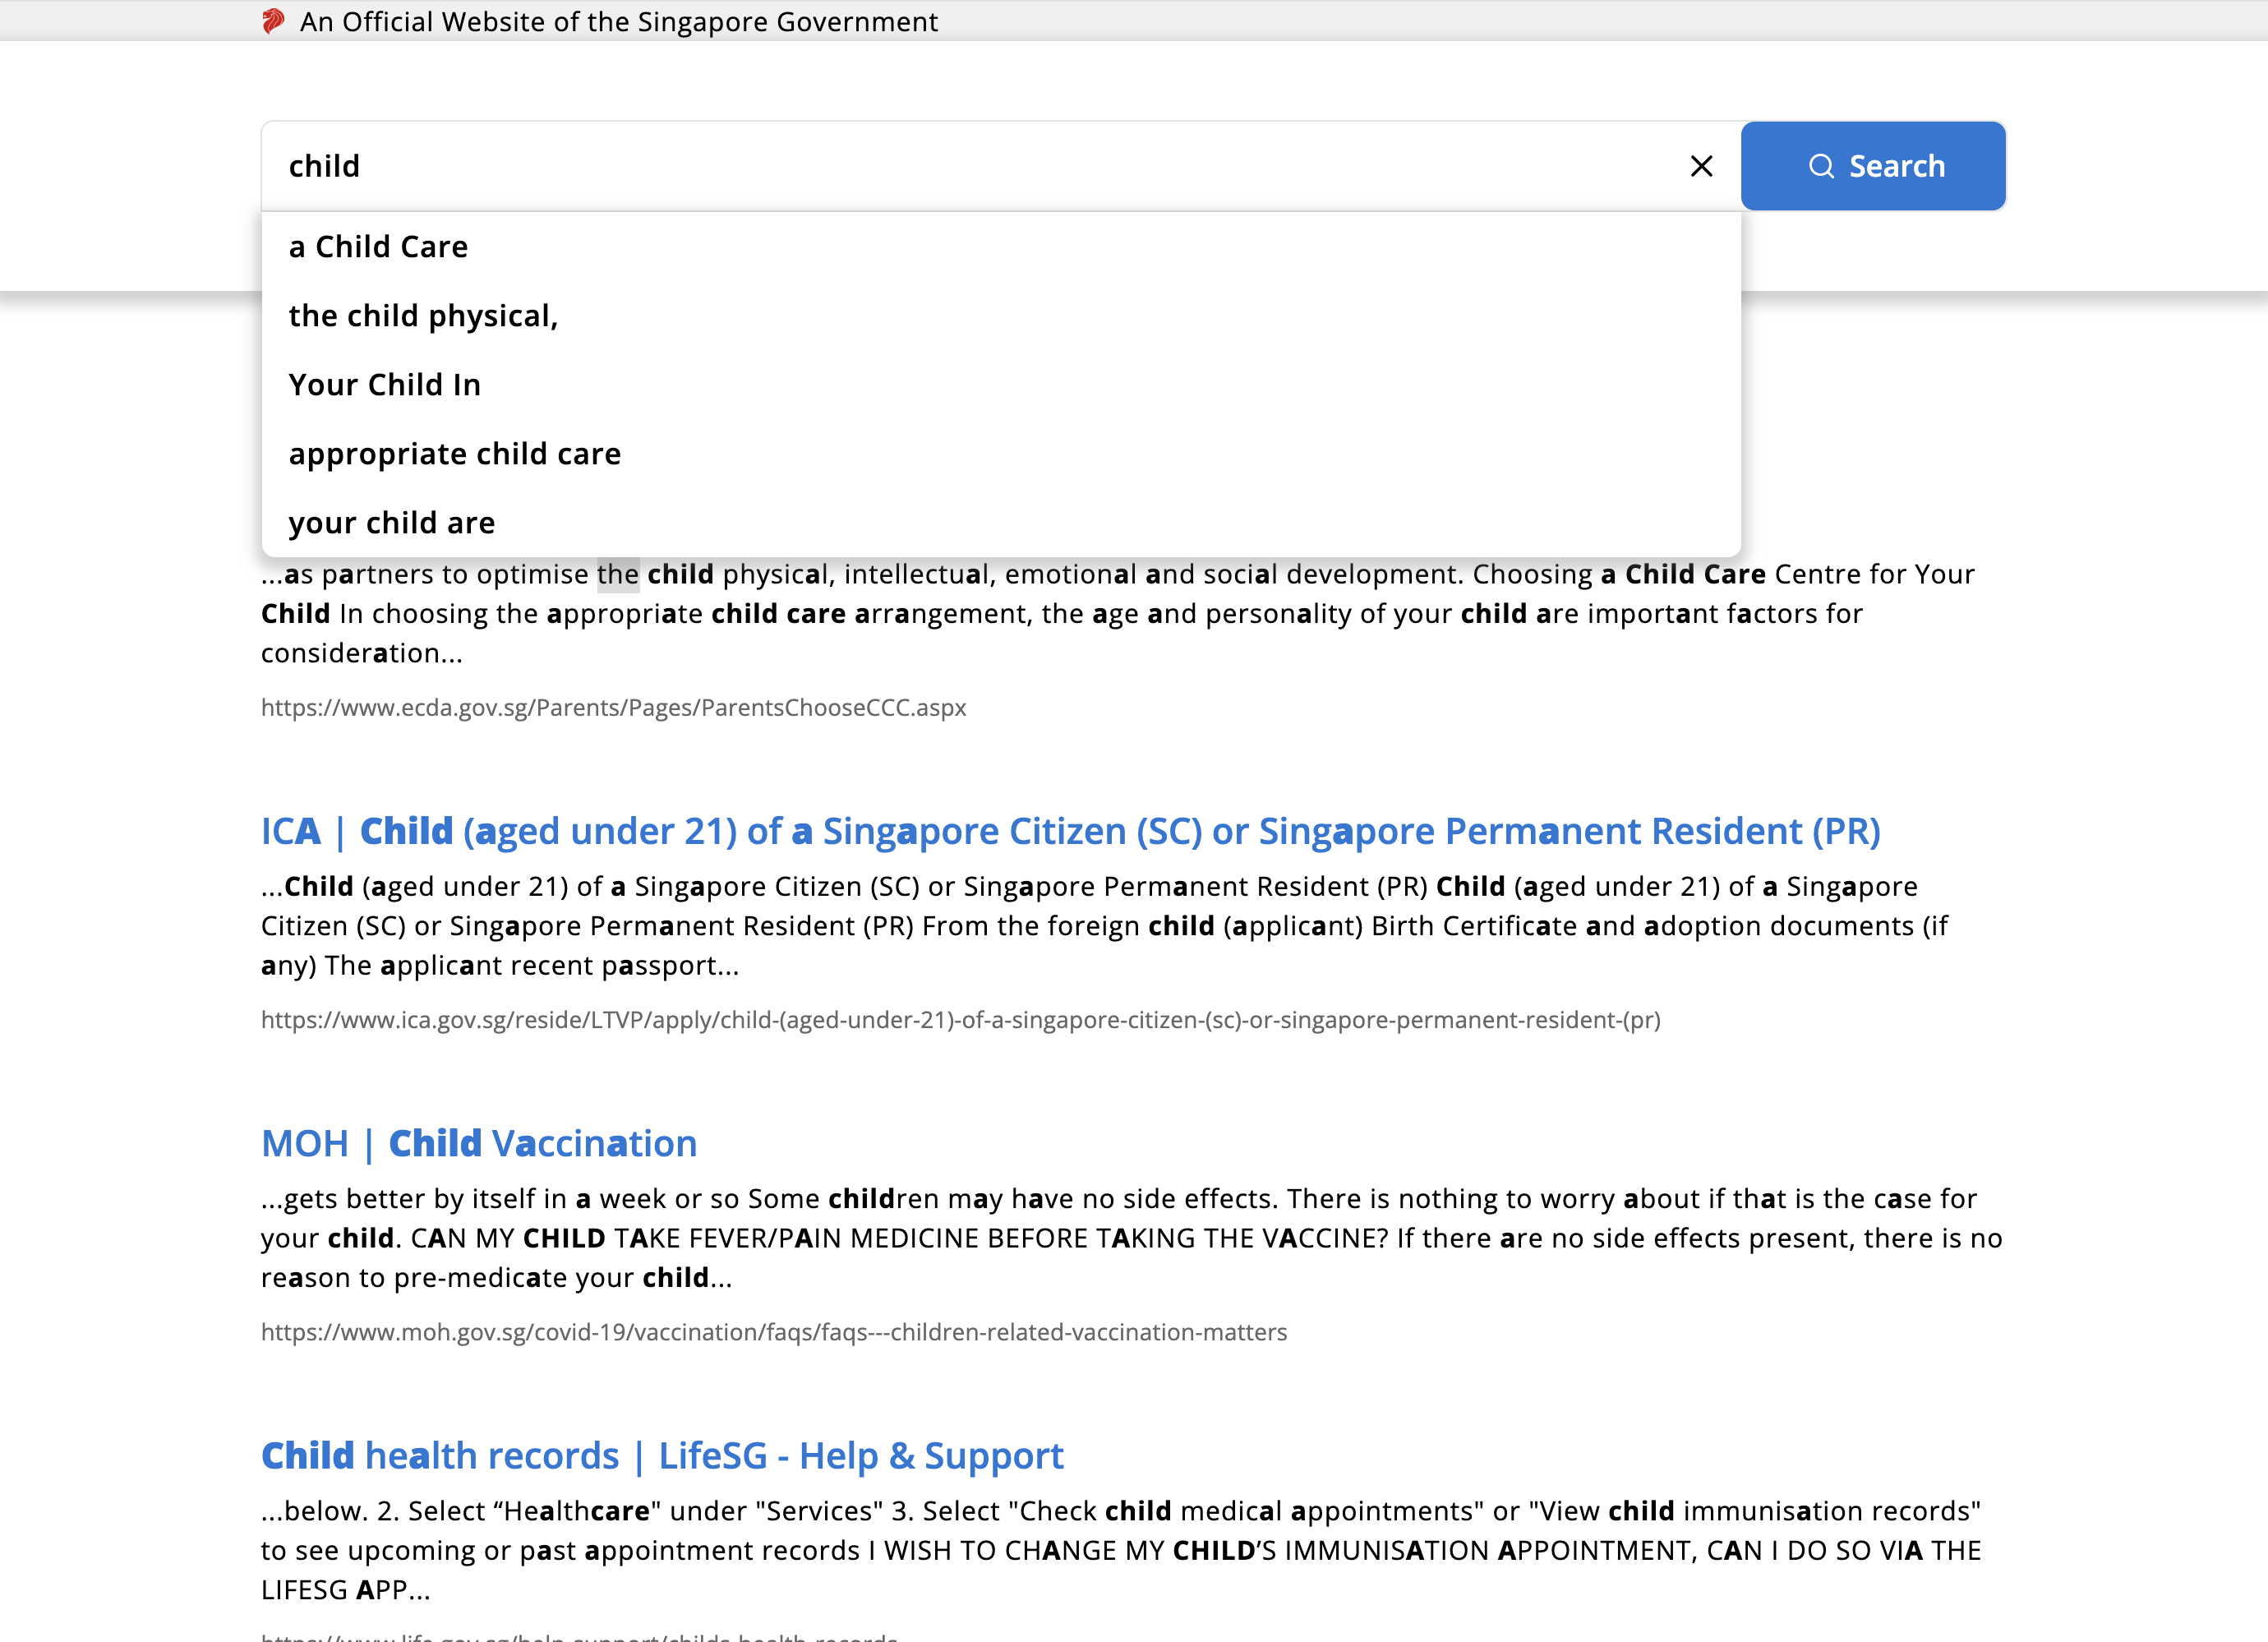 An Official Website of the Singapore Government
child
Search
a Child Care
the child physical,
Your Child In
appropriate child care
your child are
...as partners to optimise the child physical, intellectual, emotional and social development. Choosing a Child Care Centre for Your
Child In choosing the appropriate child care arrangement, the age and personality of your child are important factors for
consideration...
https://www.ecda.gov.sg/Parents/Pages/ParentsChooseCCC.aspx
ICA | Child (aged under 21) of a Singapore Citizen (SC) or Singapore Permanent Resident (PR)
...Child (aged under 21) of a Singapore Citizen (SC) or Singapore Permanent Resident (PR) Child (aged under 21) of a Singapore
Citizen (SC) or Singapore Permanent Resident (PR) From the foreign child (applicant) Birth Certificate and adoption documents (if
any) The applicant recent passport...
https://www.ica.gov.sg/reside/LTVP/apply/child-(aged-under-21)-of-a-singapore-citizen-(sc)-or-singapore-permanent-resident-(pr)
MOH | Child Vaccination
...gets better by itself in a week or so Some children may have no side effects. There is nothing to worry about if that is the case for
your child. CAN MY CHILD TAKE FEVER/PAIN MEDICINE BEFORE TAKING THE VACCINE? If there are no side effects present, there is no
reason to pre-medicate your child...
https://www.moh.gov.sg/covid-19/vaccination/faqs/faqs---children-related-vaccination-matters
Child health records | LifeSG - Help & Support
...below. 2. Select “Healthcare" under "Services" 3. Select "Check child medical appointments" or "View child immunisation records"
to see upcoming or past appointment records I WISH TO CHANGE MY CHILD’S IMMUNISATION APPOINTMENT, CAN I DO SO VIA THE
LIFESG APP...